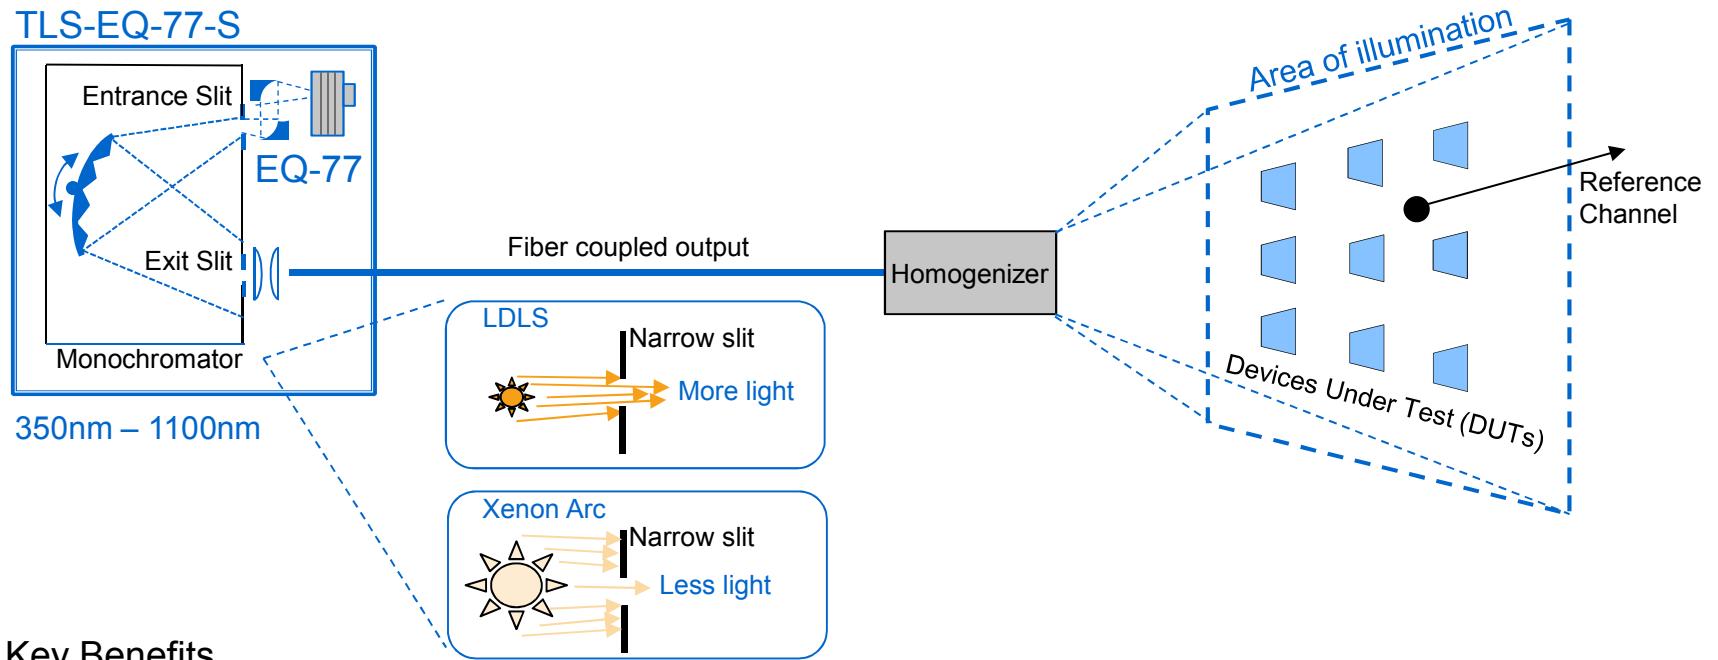 TLS-EQ-77-S
Entrance Slit
EQ-77
Exit Slit
Monochromator
350nm – 1100nm
Fiber coupled output
LDLS
Narrow slit
More light
Xenon Arc
Narrow slit
Less light
Homogenizer
Area of illumination
Reference
Channel
Devices Under Test (DUTs)
Key Benefits